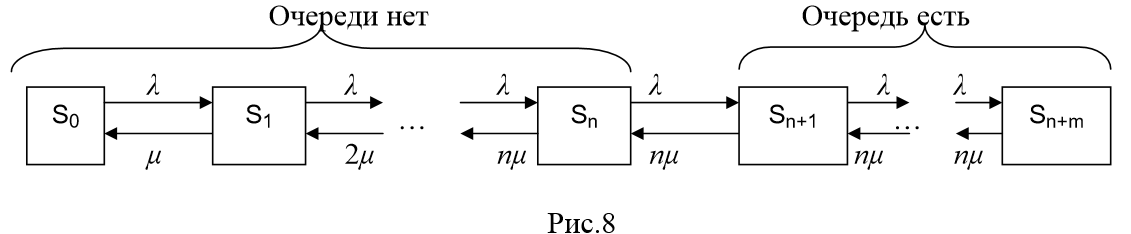 Очереди нет Очередь есть
λ λ λ λ λ λ
S0 S1 ... Sn Sn+1 ... Sn+m
μ 2μ nμ nμ nμ nμ
Рис.8